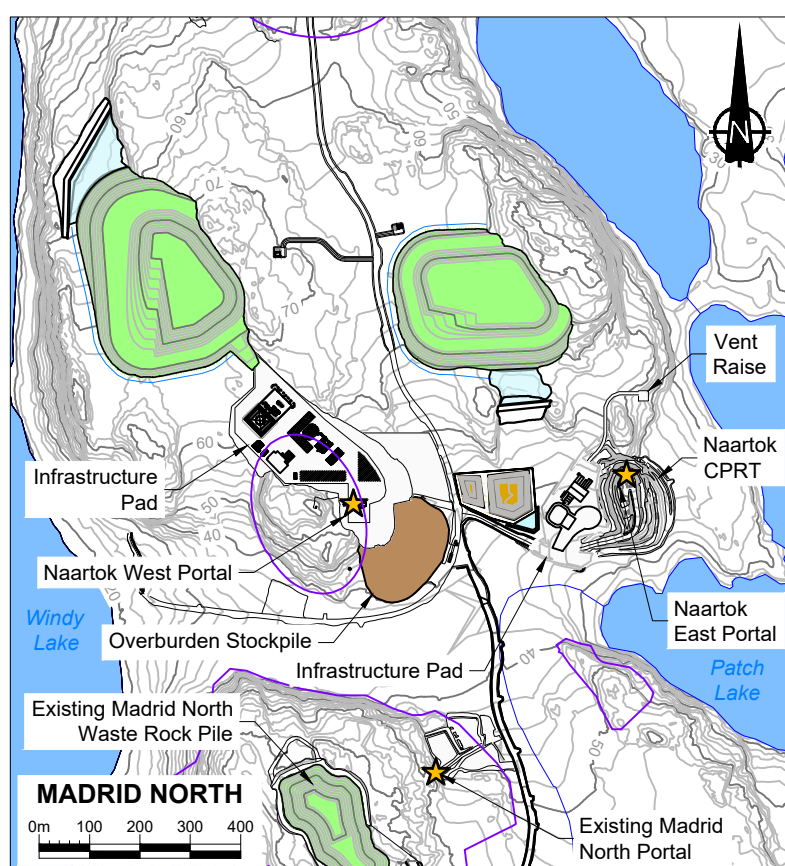 N
60
70
60
50
70
60
50
40
Vent
Raise
Naartok
CPRT
Infrastructure
Pad
Naartok West Portal
Overburden Stockpile
Infrastructure Pad
Naartok
East Portal
Windy
Lake
Patch
Lake
40
50
Existing Madrid North
Waste Rock Pile
Existing Madrid
North Portal
MADRID NORTH
0m 100 200 300 400